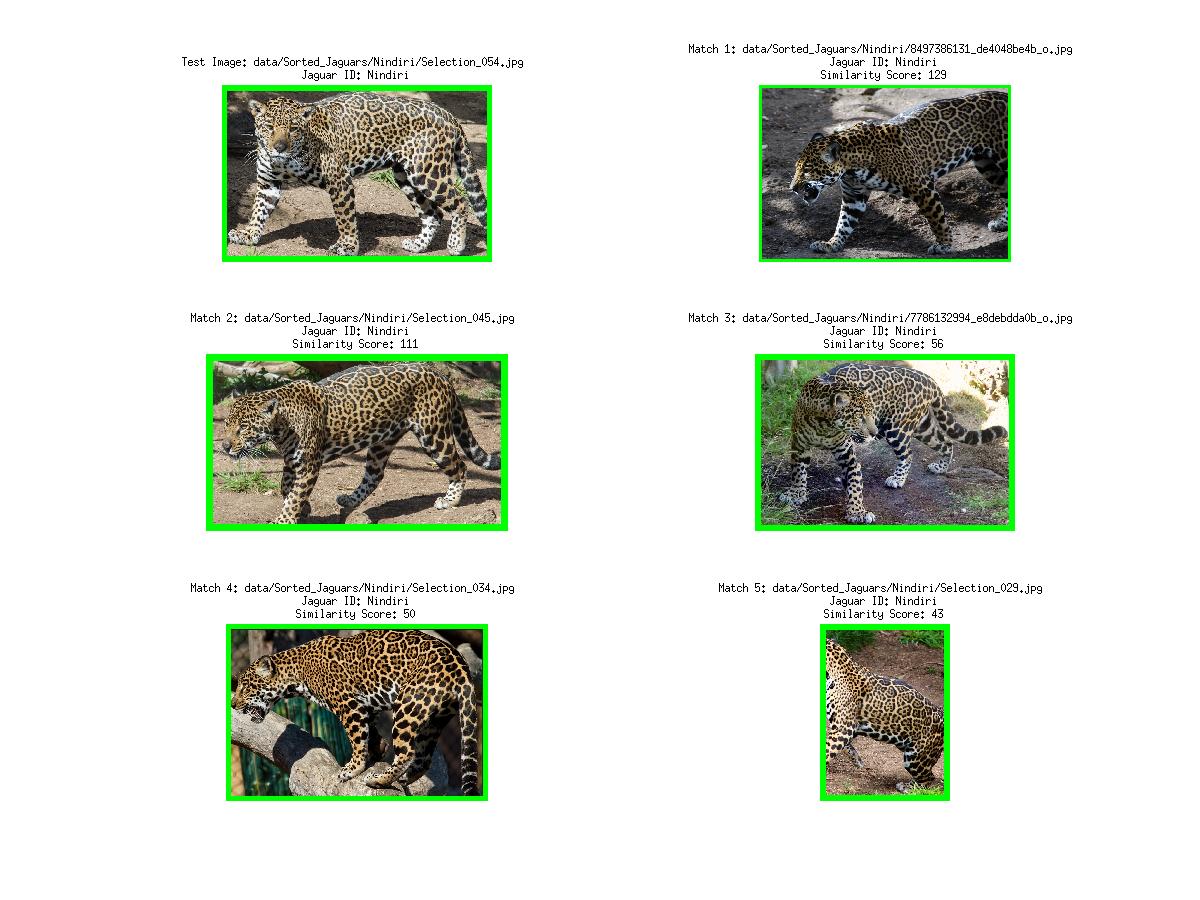 Test Image: data/Sorted_Jaguars/Nindiri/Selection_054.jpg
Jaguar ID: Nindiri
Match 1: data/Sorted_Jaguars/Nindiri/8497386131_de4048be4b_o.jpg
Jaguar ID: Nindiri
Similarity Score: 129
Match 2: data/Sorted_Jaguars/Nindiri/Selection_045.jpg
Jaguar ID: Nindiri
Similarity Score: 111
Match 3: data/Sorted_Jaguars/Nindiri/7786132994_e8debdda0b_o.jpg
Jaguar ID: Nindiri
Similarity Score: 56
Match 4: data/Sorted_Jaguars/Nindiri/Selection_034.jpg
Jaguar ID: Nindiri
Similarity Score: 50
Match 5: data/Sorted_Jaguars/Nindiri/Selection_029.jpg
Jaguar ID: Nindiri
Similarity Score: 43